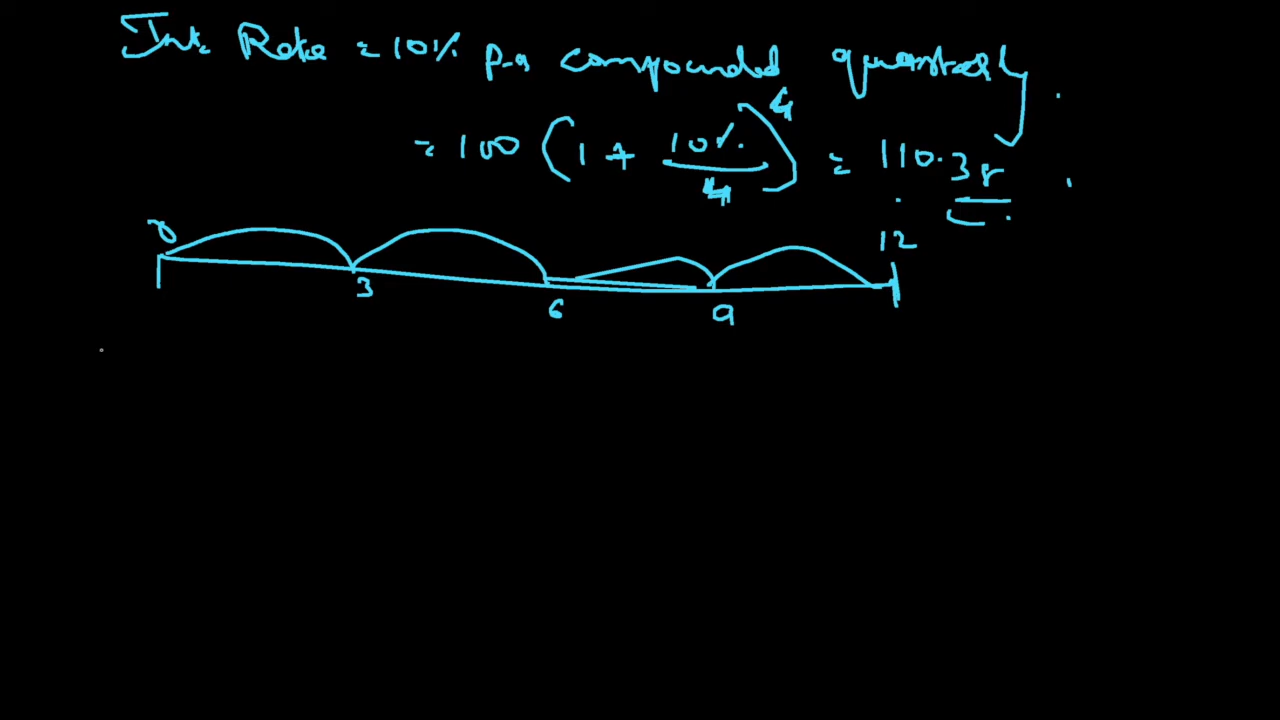 Int. Rate = 10% p.a compounded quarterly.
= 100 (1 + 10%/4)^4 = 110.38
0 3 6 9 12